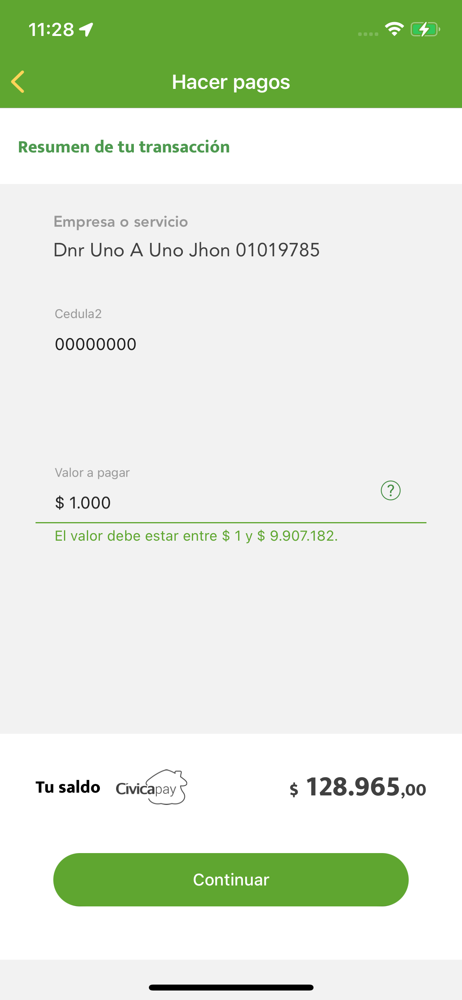 11:28
Hacer pagos
Resumen de tu transacción
Empresa o servicio
Dnr Uno A Uno Jhon 01019785
Cedula2
00000000
Valor a pagar
$ 1.000
?
El valor debe estar entre $ 1 y $ 9.907.182.
Tu saldo Cívicapay $ 128.965,00
Continuar